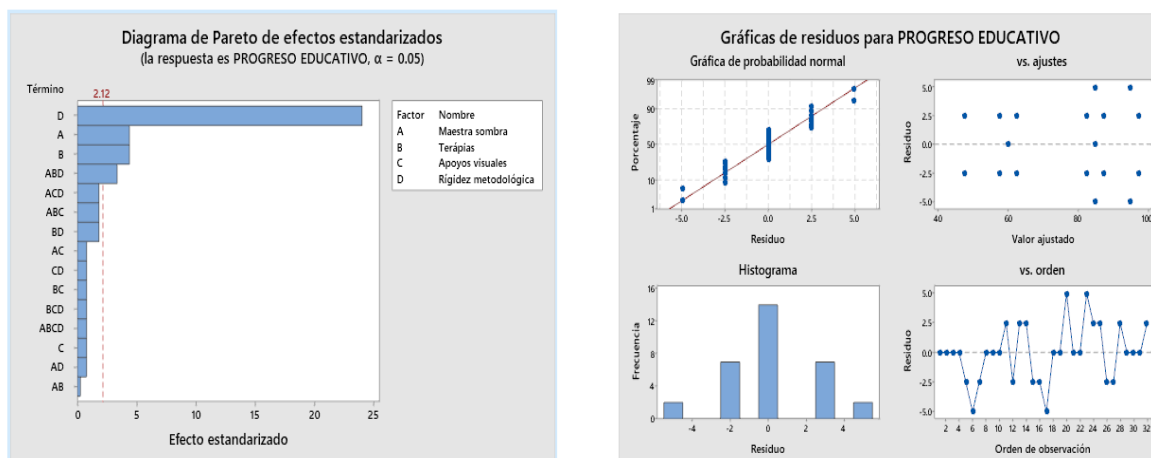 Diagrama de Pareto de efectos estandarizados
(la respuesta es PROGRESO EDUCATIVO, α = 0.05)
Término
2.12
D
A
B
ABD
ACD
ABC
BD
AC
CD
BC
BCD
ABCD
C
AD
AB
0 5 10 15 20 25
Efecto estandarizado
Factor Nombre
A Maestra sombra
B Terápias
C Apoyos visuales
D Rigidez metodológica
Gráficas de residuos para PROGRESO EDUCATIVO
Gráfica de probabilidad normal
Porcentaje
99
90
50
10
1
-5.0 -2.5 0.0 2.5 5.0
Residuo
vs. ajustes
Residuo
5.0
2.5
0.0
-2.5
-5.0
40 60 80 100
Valor ajustado
Histograma
Frecuencia
16
12
8
4
0
-4 -2 0 2 4
Residuo
vs. orden
Residuo
5.0
2.5
0.0
-2.5
-5.0
2 4 6 8 10 12 14 16 18 20 22 24 26 28 30 32
Orden de observación